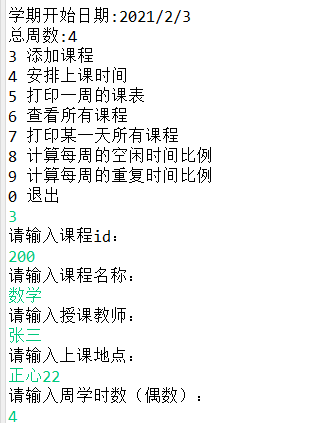 学期开始日期:2021/2/3
总周数:4
3 添加课程
4 安排上课时间
5 打印一周的课表
6 查看所有课程
7 打印某一天所有课程
8 计算每周的空闲时间比例
9 计算每周的重复时间比例
0 退出
3
请输入课程id：
200
请输入课程名称：
数学
请输入授课教师：
张三
请输入上课地点：
正心22
请输入周学时数（偶数）：
4